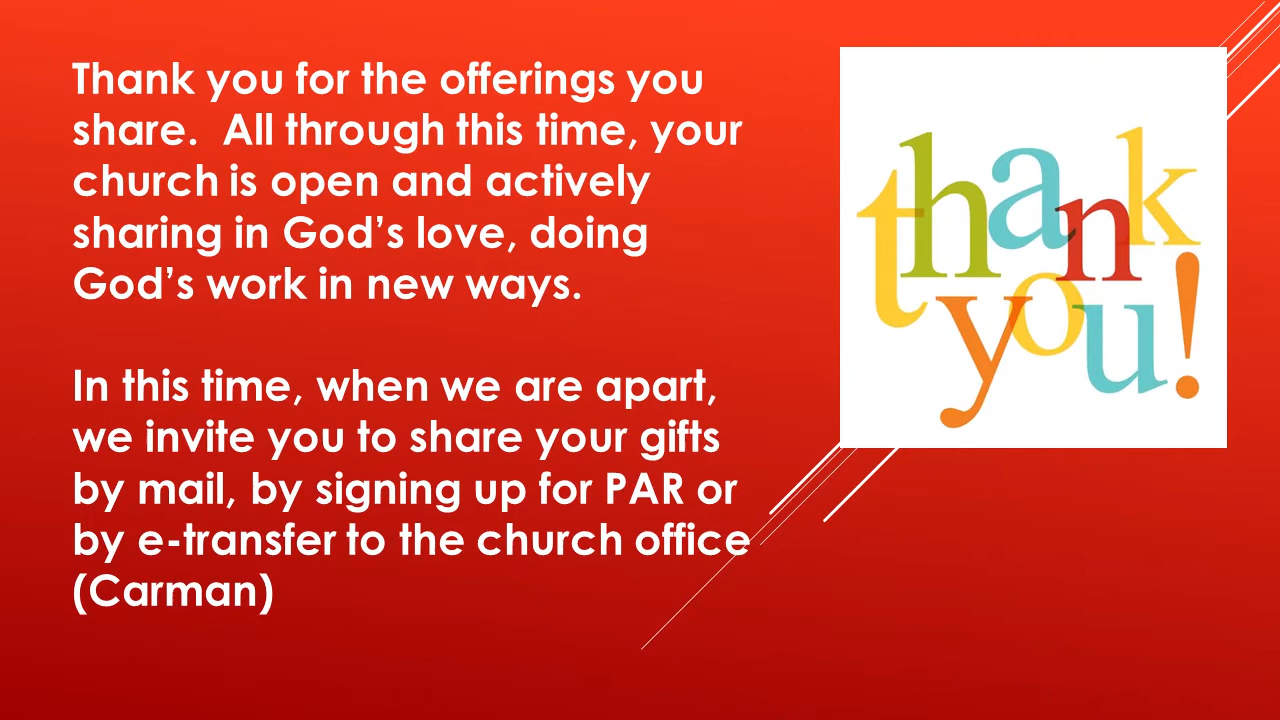 Thank you for the offerings you
share.  All through this time, your
church is open and actively
sharing in God’s love, doing
God’s work in new ways.
In this time, when we are apart,
we invite you to share your gifts
by mail, by signing up for PAR or
by e-transfer to the church office
(Carman)
thank
you!